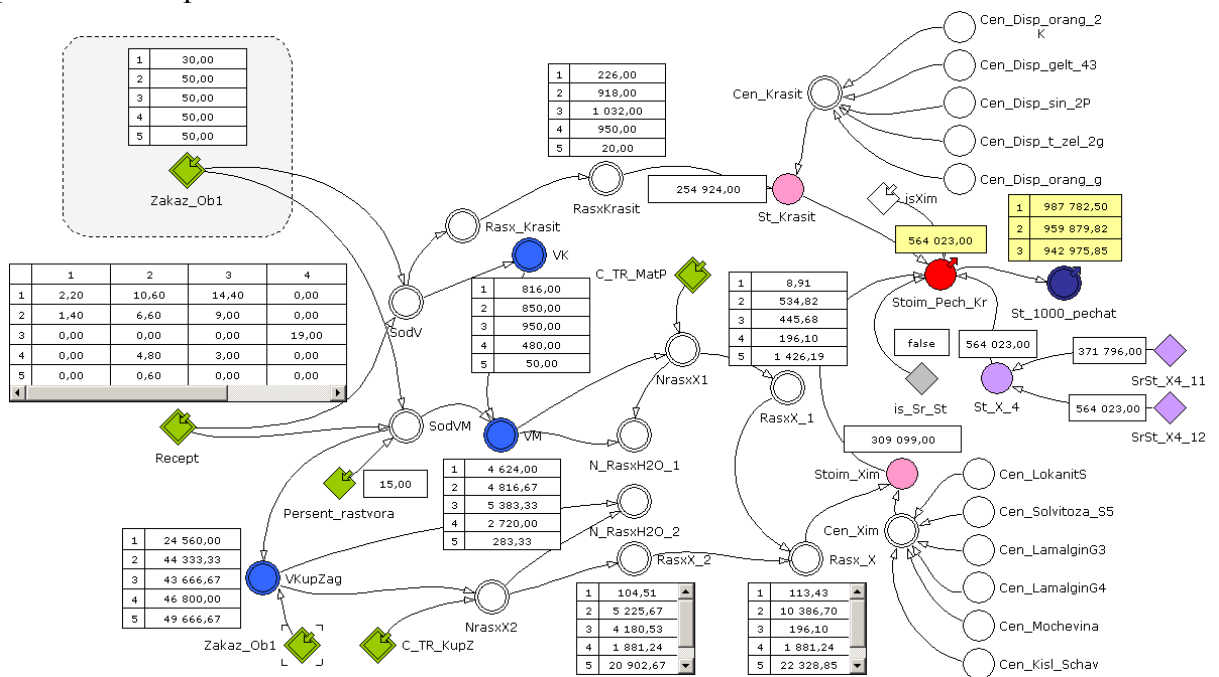 Cen_Disp_orang_2
K
Cen_Disp_gelt_43
Cen_Disp_sin_2P
Cen_Disp_t_zel_2g
Cen_Disp_orang_g
Cen_Krasit
1 30,00
2 50,00
3 50,00
4 50,00
5 50,00
Zakaz_Ob1
1 226,00
2 918,00
3 1 032,00
4 950,00
5 20,00
RasxKrasit
254 924,00
St_Krasit
isXim
Rasx_Krasit
VK
C_TR_MatP
564 023,00
1 987 782,50
2 959 879,82
3 942 975,85
Stoim_Pech_Kr
St_1000_pechat
1 2 3 4
1 2,20 10,60 14,40 0,00
2 1,40 6,60 9,00 0,00
3 0,00 0,00 0,00 19,00
4 0,00 4,80 3,00 0,00
5 0,00 0,60 0,00 0,00
SodV
1 816,00
2 850,00
3 950,00
4 480,00
5 50,00
NrasxX1
1 8,91
2 534,82
3 445,68
4 196,10
5 1 426,19
RasxX_1
false
is_Sr_St
564 023,00
St_X_4
371 796,00
SrSt_X4_11
564 023,00
SrSt_X4_12
Recept
SodVM
VM
N_RasxH2O_1
Persent_rastvora
15,00
1 4 624,00
2 4 816,67
3 5 383,33
4 2 720,00
5 283,33
N_RasxH2O_2
309 099,00
Stoim_Xim
Cen_Xim
Cen_LokanitS
Cen_Solvitoza_S5
Cen_LamalginG3
Cen_LamalginG4
Cen_Mochevina
Cen_Kisl_Schav
1 24 560,00
2 44 333,33
3 43 666,67
4 46 800,00
5 49 666,67
VKupZag
NrasxX2
RasxX_2
Rasx_X
Zakaz_Ob1
C_TR_KupZ
1 104,51
2 5 225,67
3 4 180,53
4 1 881,24
5 20 902,67
1 113,43
2 10 386,70
3 196,10
4 1 881,24
5 22 328,85